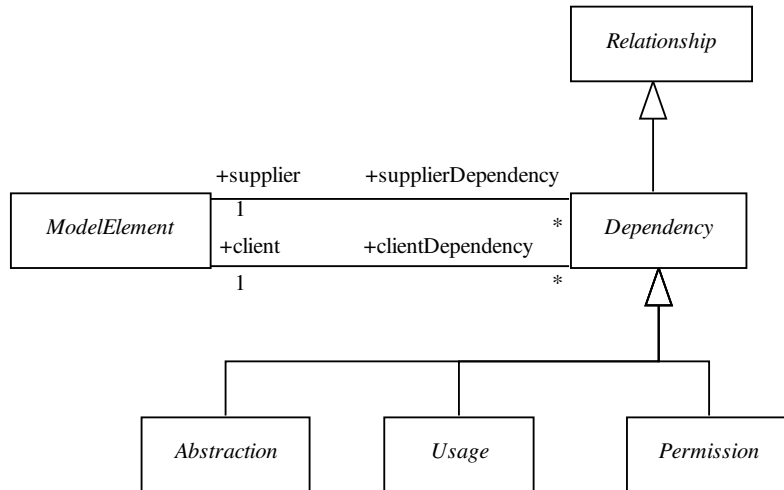 Relationship
+supplier +supplierDependency
1 *
ModelElement Dependency
+client +clientDependency
1 *
Abstraction Usage Permission